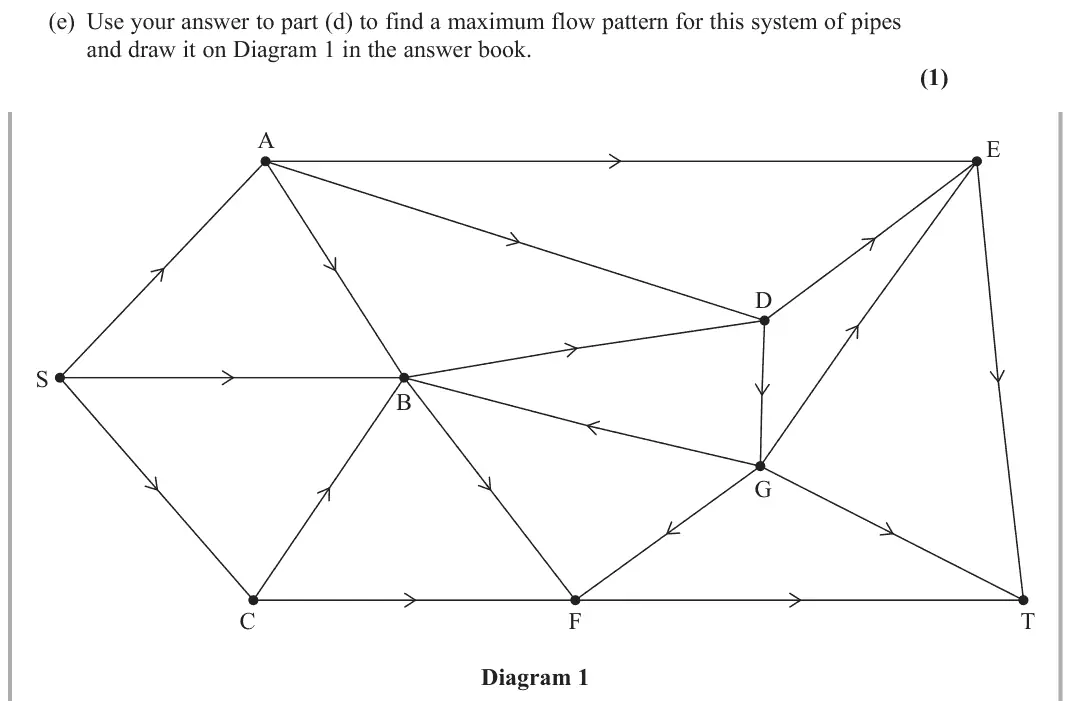 (e) Use your answer to part (d) to find a maximum flow pattern for this system of pipes
and draw it on Diagram 1 in the answer book.
(1)
A
E
D
S
B
G
C
F
T
Diagram 1